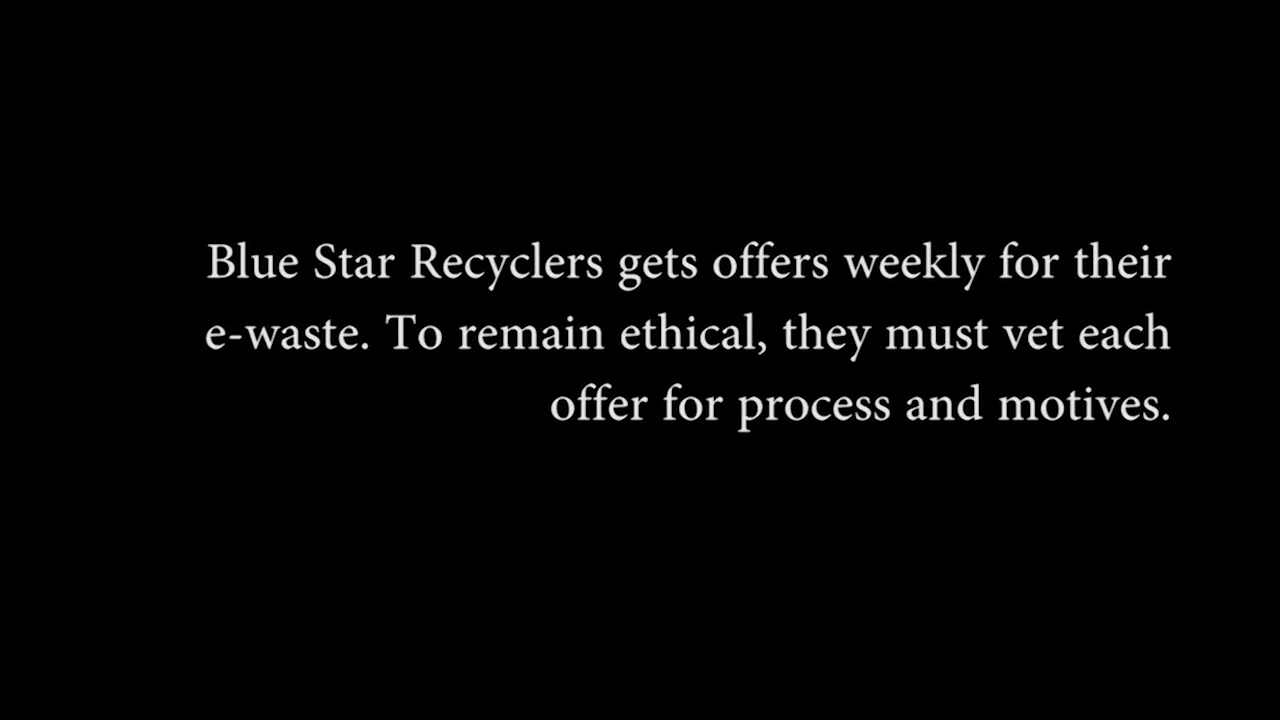 Blue Star Recyclers gets offers weekly for their
e-waste. To remain ethical, they must vet each
offer for process and motives.